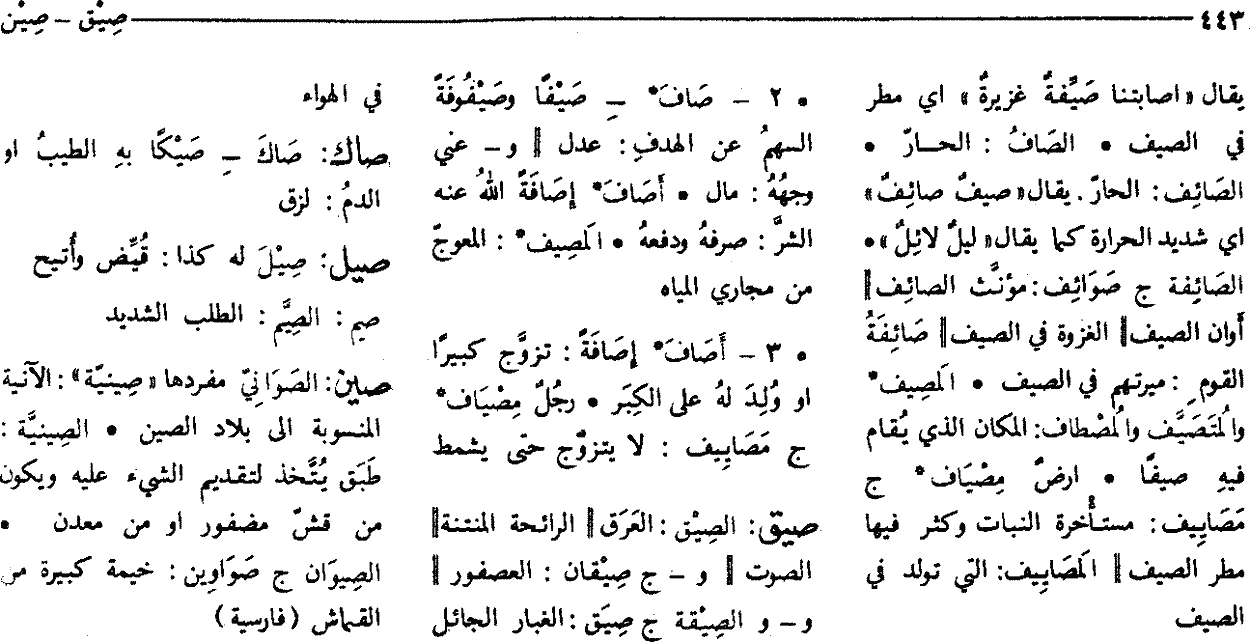 ٤٤٣ صِيْق – صِيْن
يقال « اصابتنا صَيِّفةٌ غزيرةٌ » اي مطر
في الصيف • الصَافُ : الحــارّ •
الصَائِف : الحارّ . يقال « صيفٌ صائِفٌ »
اي شديد الحرارة كما يقال « ليلٌ لائِلٌ » •
الصَائِفة ج صَوَائِف : مؤنَّث الصائِف ‖
أَوان الصيف ‖ الغزوة في الصيف ‖ صَائِفَةُ
القومِ : ميرتهم في الصيف • المَصِيف*
والمُتَصَيَّف والمُصْطاف : المكان الذي يُقام
فيهِ صيفًا • ارضٌ مِصْيَاف* ج
مَصَايِيف : مستأْخرة النبات وكثر فيها
مطر الصيف ‖ المَصَايِيف : التي تولد في
الصيف
• ٢ – صَافَ* ـِ صَيْفًا وصَيْفُوفَةً
السهمُ عن الهدفِ : عدل ‖ و – عني
وجهُهُ : مال • أَصَافَ* إِصَافَةً اللهُ عنه
الشرَّ : صرفهُ ودفعهُ • المَصِيف* : المعوجّ
من مجاري المياه
• ٣ – أَصَافَ* إِصَافَةً : تزوَّج كبيرًا
او وُلِدَ لهُ على الكِبَر • رجُلٌ مِصْيَاف*
ج مَصَايِيف : لا يتزوَّج حتى يشمط
صيق : الصِيْق : العَرَق ‖ الرائحة المنتنة ‖
الصوت ‖ و – ج صِيْقان : العصفور ‖
و – و الصِيْقة ج صِيَق : الغبار الجائل
في الهواء
صاك : صَاكَ ـِ صَيْكًا بهِ الطيبُ او
الدمُ : لزق
صيل : صِيْلَ له كذا : قُيِّض وأُتيح
صيم : الصِيَّم : الطلب الشديد
صين : الصَوَانِيّ مفردها « صِينيّة » : الآنية
المنسوبة الى بلاد الصين • الصِينيَّة :
طَبَق يُتَّخذ لتقديم الشيء عليه ويكون
من قشّ مضفور او من معدن •
الصِيوَان ج صَوَاوِين : خيمة كبيرة من
القماش ( فارسية )